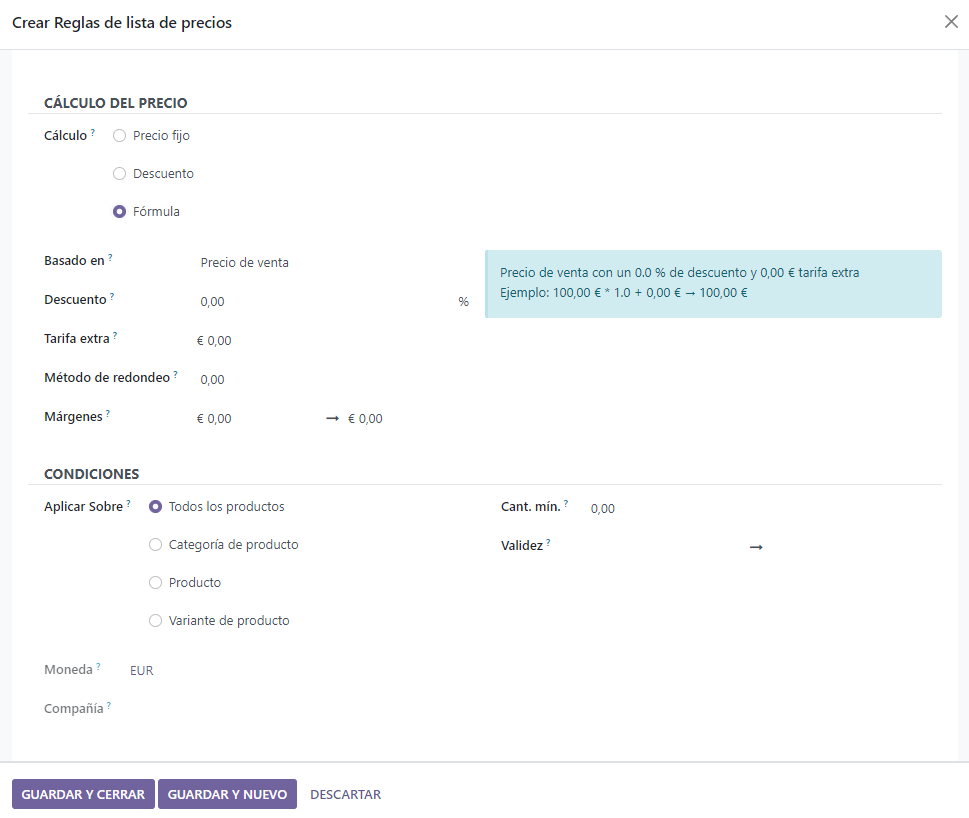 Crear Reglas de lista de precios
CÁLCULO DEL PRECIO
Cálculo ? Precio fijo
Descuento
Fórmula
Basado en ? Precio de venta
Descuento ? 0,00 %
Tarifa extra ? € 0,00
Método de redondeo ? 0,00
Márgenes ? € 0,00 → € 0,00
Precio de venta con un 0.0 % de descuento y 0,00 € tarifa extra
Ejemplo: 100,00 € * 1.0 + 0,00 € → 100,00 €
CONDICIONES
Aplicar Sobre ? Todos los productos
Categoría de producto
Producto
Variante de producto
Cant. mín. ? 0,00
Validez ? →
Moneda ? EUR
Compañía ?
GUARDAR Y CERRAR GUARDAR Y NUEVO DESCARTAR